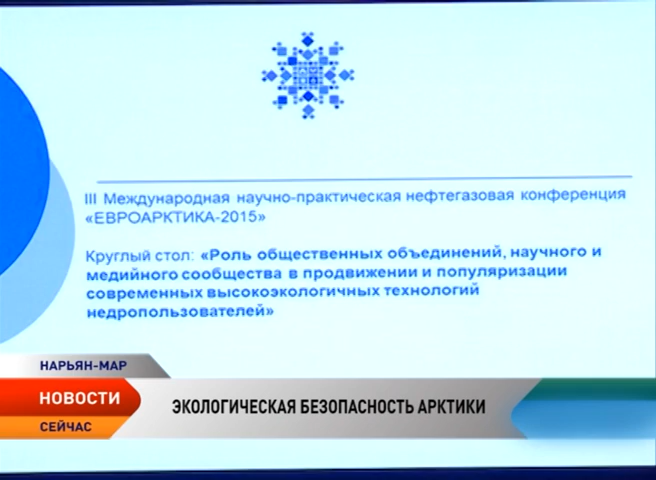 III Международная научно-практическая нефтегазовая конференция
«ЕВРОАРКТИКА-2015»
Круглый стол: «Роль общественных объединений, научного и
медийного сообщества в продвижении и популяризации
современных высокоэкологичных технологий
недропользователей»
НАРЬЯН-МАР
НОВОСТИ
СЕЙЧАС
ЭКОЛОГИЧЕСКАЯ БЕЗОПАСНОСТЬ АРКТИКИ